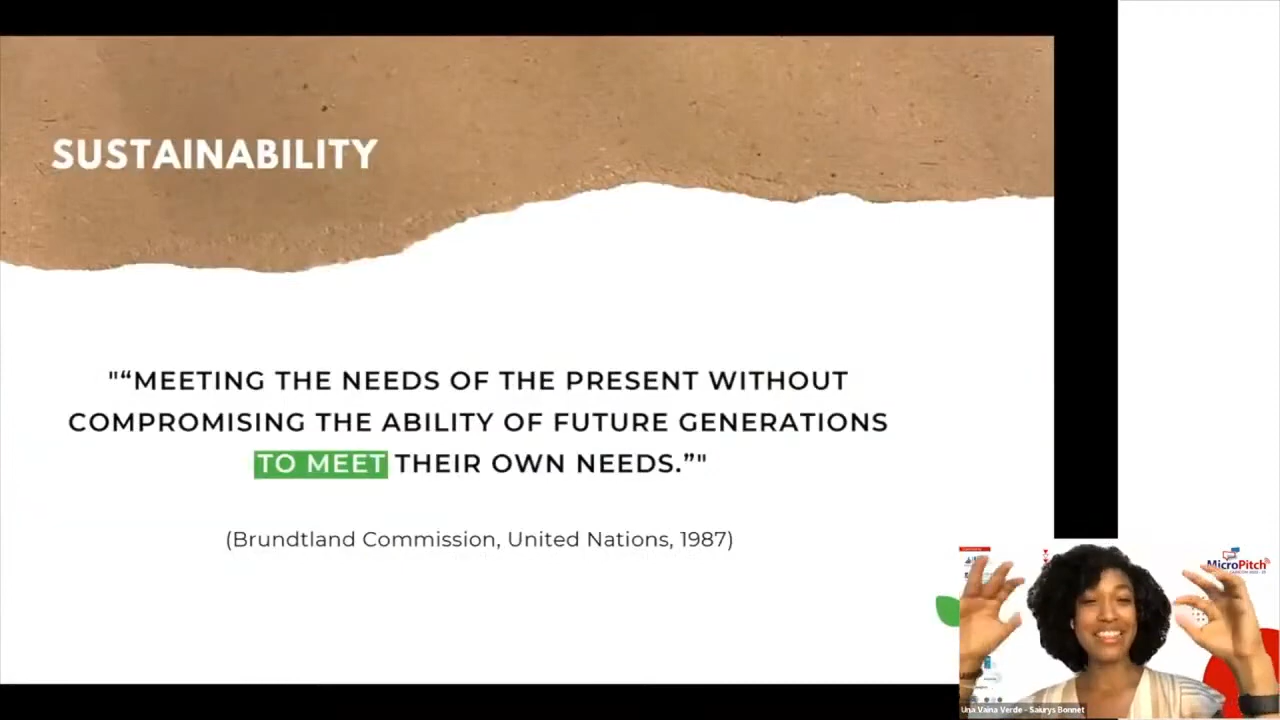 SUSTAINABILITY
"“MEETING THE NEEDS OF THE PRESENT WITHOUT
COMPROMISING THE ABILITY OF FUTURE GENERATIONS
TO MEET THEIR OWN NEEDS.”"
(Brundtland Commission, United Nations, 1987)
MicroPitch
Una Vaina Verde - Saiurys Bonnet